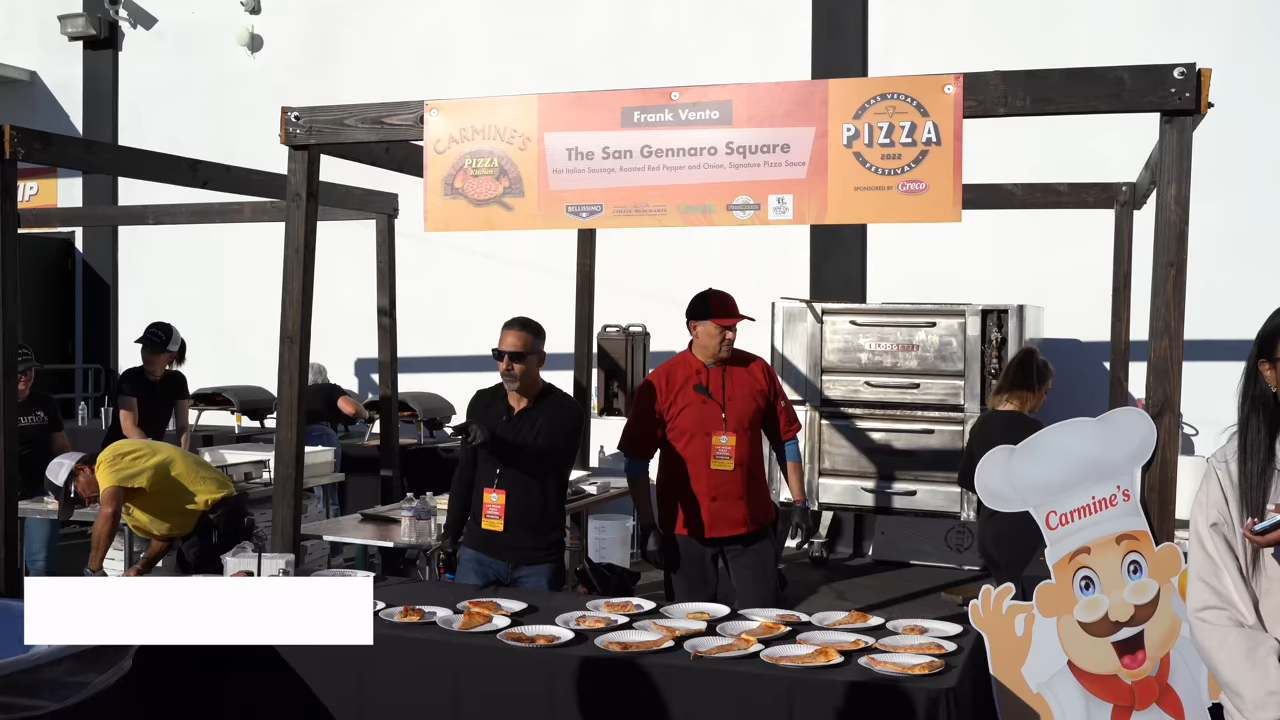 Frank Vento
The San Gennaro Square
Hot Italian Sausage, Roasted Red Pepper and Onion, Signature Pizza Sauce
CARMINE'S
PIZZA
Kitchen
LAS VEGAS
PIZZA
2022
FESTIVAL
SPONSORED BY Greco
BELLISSIMO
BLODGETT
Carmine's